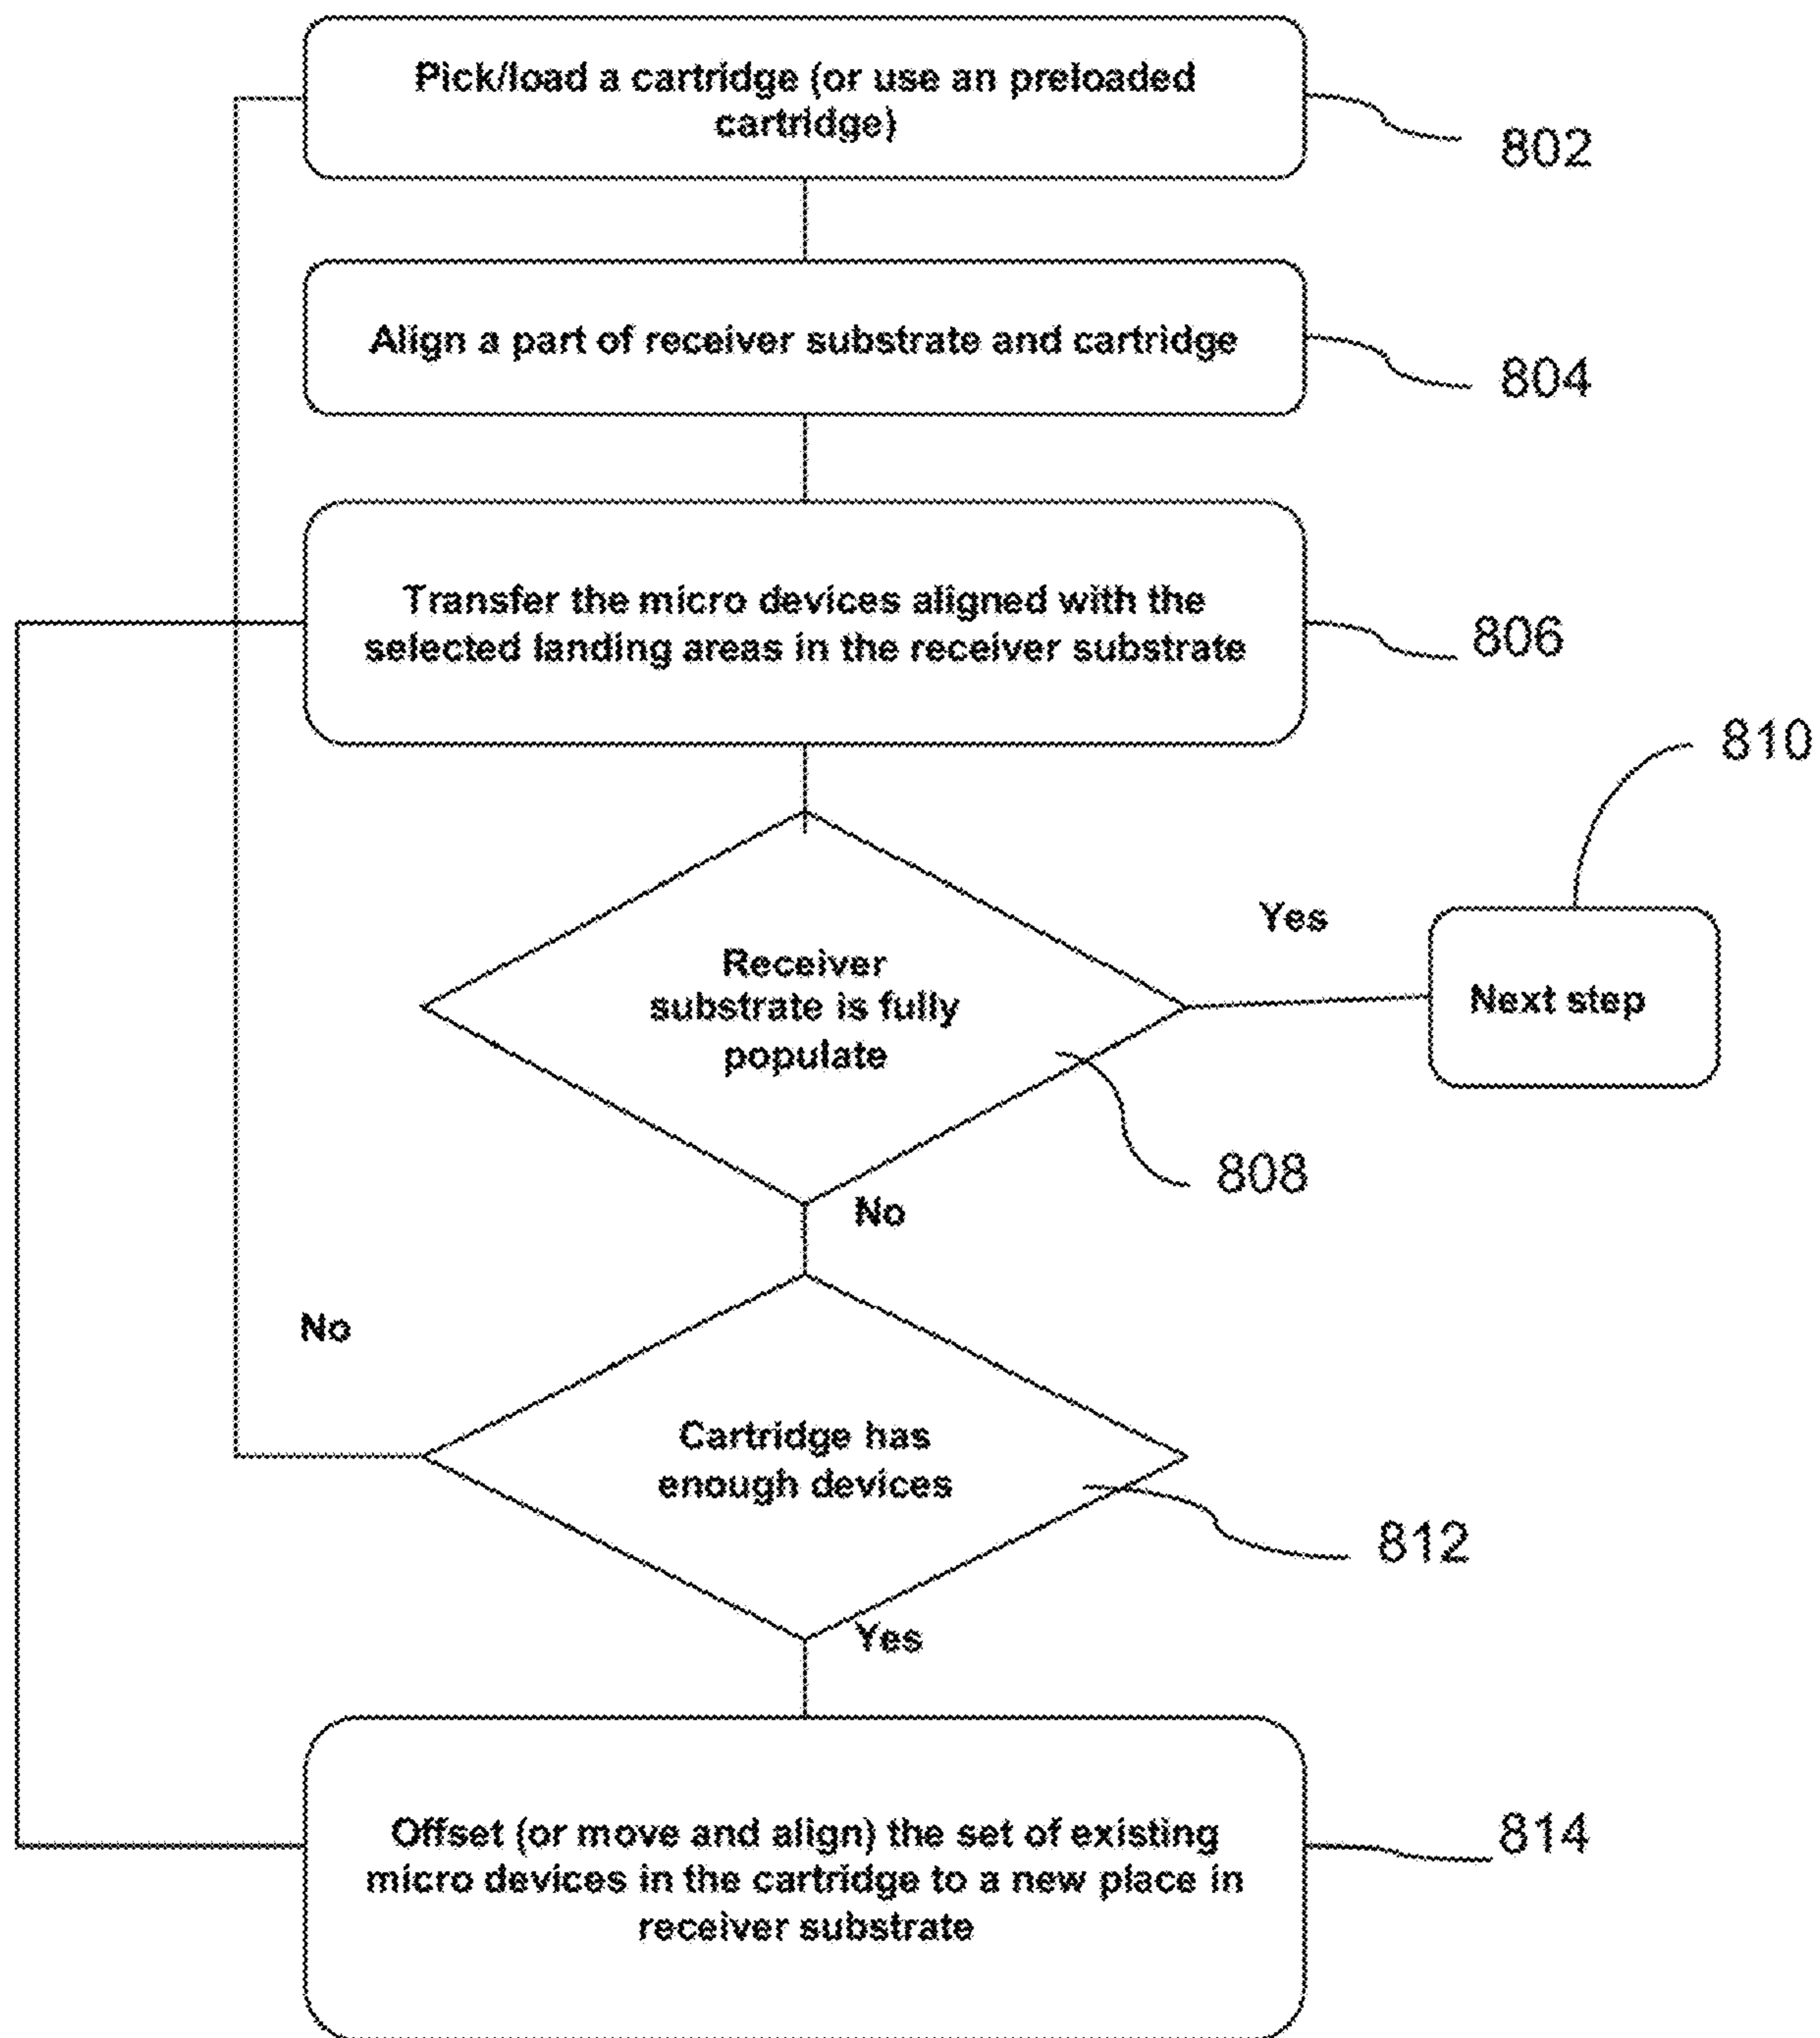 Pick/load a cartridge (or use an preloaded
cartridge)
802
Align a part of receiver substrate and cartridge
804
Transfer the micro devices aligned with the
selected landing areas in the receiver substrate
806
810
Yes
Receiver
substrate is fully
populate
Next step
808
No
No
Cartridge has
enough devices
812
Yes
Offset (or move and align) the set of existing
micro devices in the cartridge to a new place in
receiver substrate
814